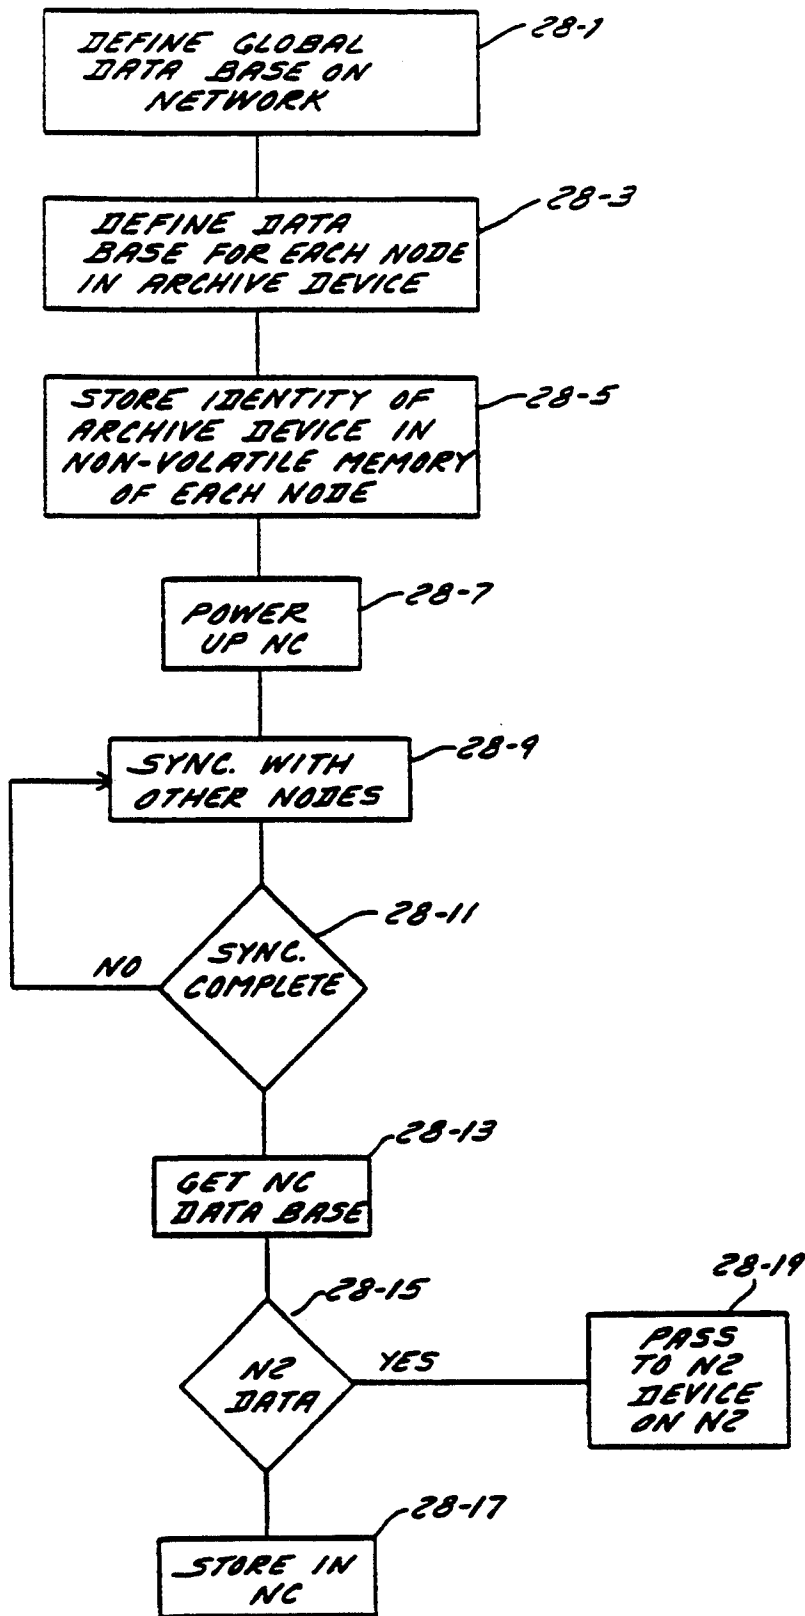 28-1
DEFINE GLOBAL
DATA BASE ON
NETWORK
28-3
DEFINE DATA
BASE FOR EACH NODE
IN ARCHIVE DEVICE
28-5
STORE IDENTITY OF
ARCHIVE DEVICE IN
NON-VOLATILE MEMORY
OF EACH NODE
28-7
POWER
UP NC
28-9
SYNC. WITH
OTHER NODES
28-11
SYNC.
COMPLETE
NO
28-13
GET NC
DATA BASE
28-15
N2
DATA
YES
28-19
PASS
TO N2
DEVICE
ON N2
28-17
STORE IN
NC